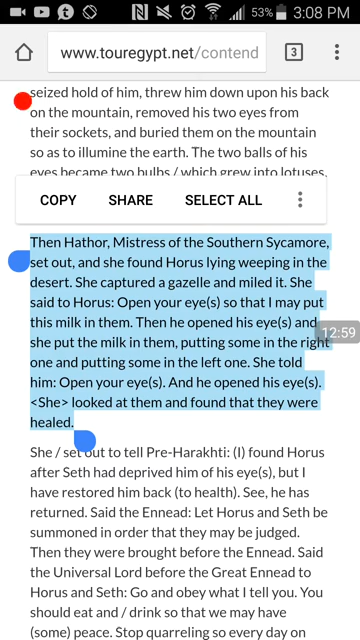 53% 3:08 PM
www.touregypt.net/contend 3
seized hold of him, threw him down upon his back
on the mountain, removed his two eyes from
their sockets, and buried them on the mountain
so as to illumine the earth. The two balls of his
eyes became two bulbs / which grew into lotuses.
COPY SHARE SELECT ALL
Then Hathor, Mistress of the Southern Sycamore,
set out, and she found Horus lying weeping in the
desert. She captured a gazelle and miled it. She
said to Horus: Open your eye(s) so that I may put
this milk in them. Then he opened his eye(s) and
12:59
she put the milk in them, putting some in the right
one and putting some in the left one. She told
him: Open your eye(s). And he opened his eye(s).
<She> looked at them and found that they were
healed.
She / set out to tell Pre-Harakhti: (I) found Horus
after Seth had deprived him of his eye(s), but I
have restored him back (to health). See, he has
returned. Said the Ennead: Let Horus and Seth be
summoned in order that they may be judged.
Then they were brought before the Ennead. Said
the Universal Lord before the Great Ennead to
Horus and Seth: Go and obey what I tell you. You
should eat and / drink so that we may have
(some) peace. Stop quarreling so every day on